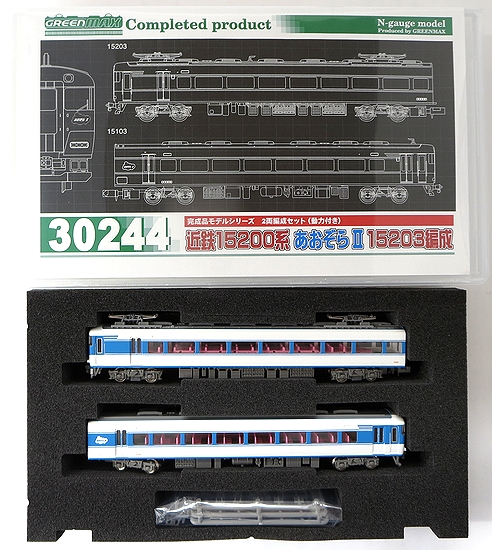 GREENMAX Completed product
N-gauge model
Produced by GREENMAX
15203
15103
30244
完成品モデルシリーズ 2両編成セット(動力付き)
近鉄15200系 あおぞらⅡ 15203編成